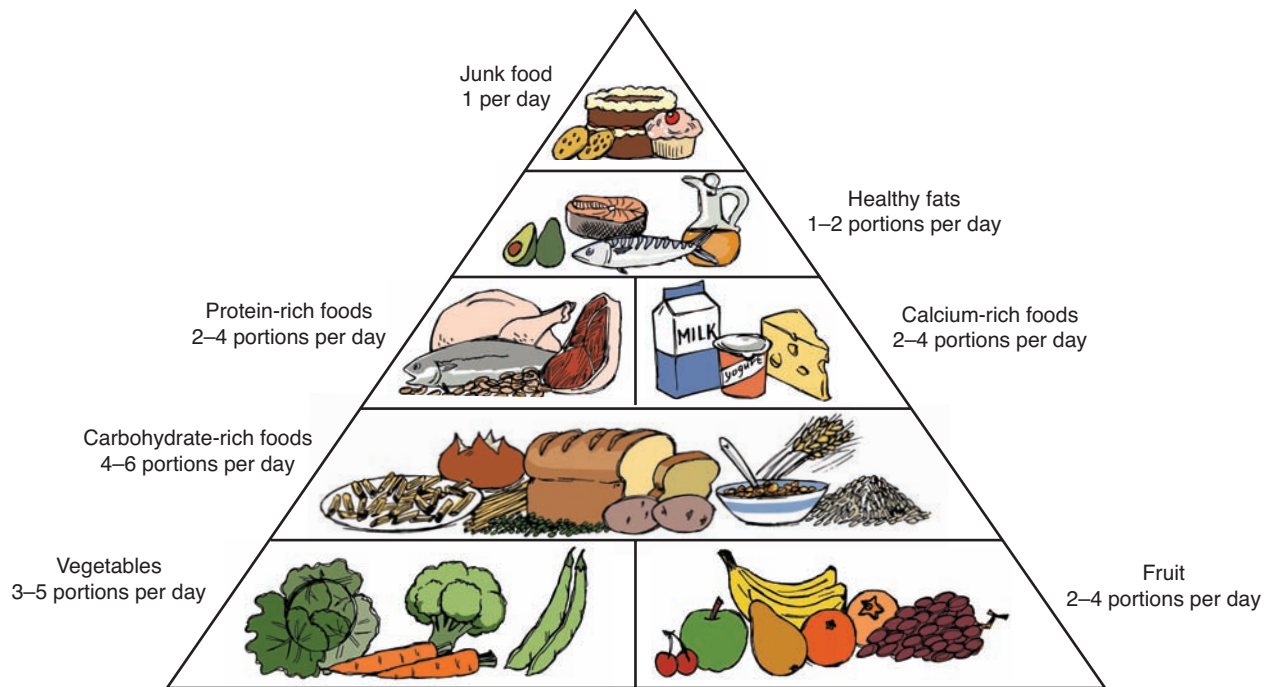 Junk food
1 per day
Healthy fats
1–2 portions per day
Protein-rich foods
2–4 portions per day
Calcium-rich foods
2–4 portions per day
MILK
yogurt
Carbohydrate-rich foods
4–6 portions per day
Vegetables
3–5 portions per day
Fruit
2–4 portions per day